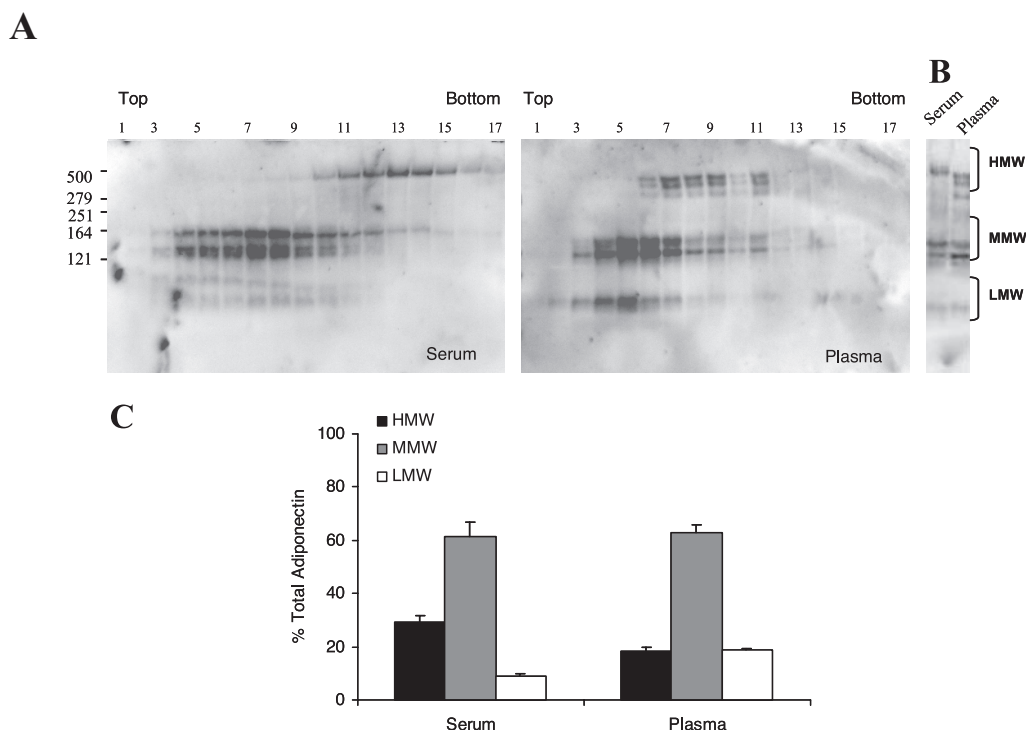 A
B
Top Bottom Top Bottom
Serum Plasma
1 3 5 7 9 11 13 15 17 1 3 5 7 9 11 13 15 17
500
279
251
164
121
HMW
MMW
LMW
Serum Plasma
C
HMW
MMW
LMW
% Total Adiponectin
100
80
60
40
20
0
Serum Plasma